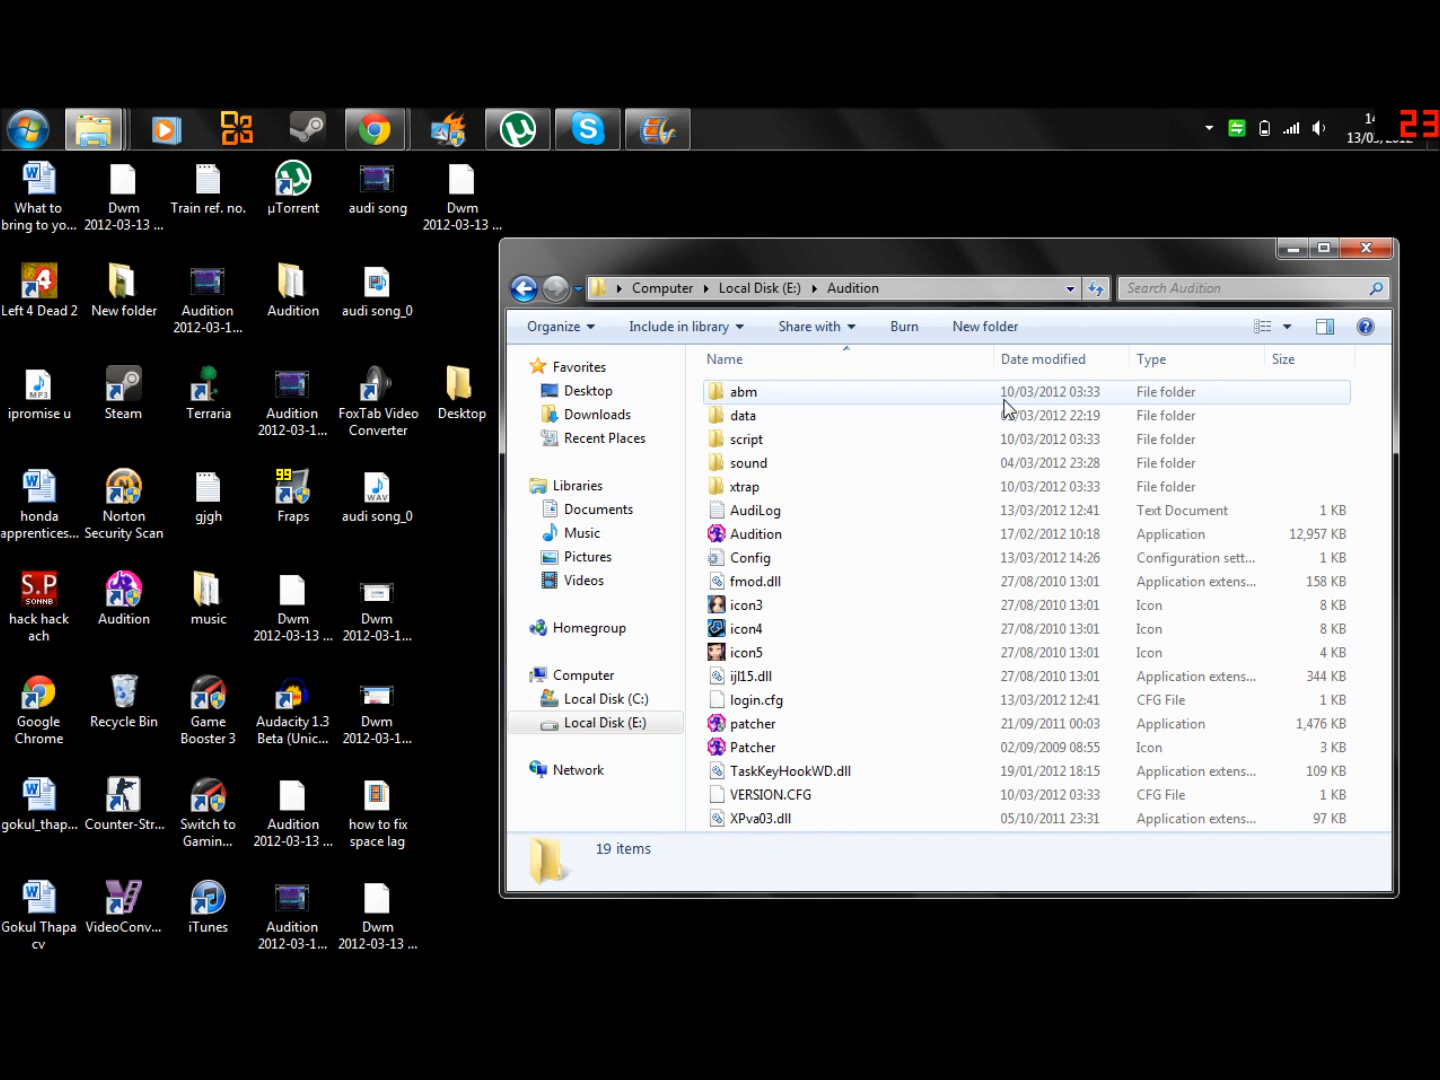 14
13/03/2012
23
What to
bring to yo...
Dwm
2012-03-13 ...
Train ref. no.
µTorrent
audi song
Dwm
2012-03-13 ...
Left 4 Dead 2
New folder
Audition
2012-03-1...
Audition
audi song_0
ipromise u
Steam
Terraria
Audition
2012-03-1...
FoxTab Video
Converter
Desktop
honda
apprentices...
Norton
Security Scan
gjgh
99
Fraps
audi song_0
S.P
hack hack
ach
Audition
music
Dwm
2012-03-13 ...
Dwm
2012-03-1...
Google
Chrome
Recycle Bin
Game
Booster 3
Audacity 1.3
Beta (Unic...
Dwm
2012-03-1...
gokul_thap...
Counter-Str...
Switch to
Gamin...
Audition
2012-03-13 ...
how to fix
space lag
Gokul Thapa
cv
VideoConv...
iTunes
Audition
2012-03-1...
Dwm
2012-03-13 ...
Computer
Local Disk (E:)
Audition
Search Audition
Organize
Include in library
Share with
Burn
New folder
Favorites
Desktop
Downloads
Recent Places
Libraries
Documents
Music
Pictures
Videos
Homegroup
Computer
Local Disk (C:)
Local Disk (E:)
Network
Name Date modified Type Size
abm 10/03/2012 03:33 File folder
data /03/2012 22:19 File folder
script 10/03/2012 03:33 File folder
sound 04/03/2012 23:28 File folder
xtrap 10/03/2012 03:33 File folder
AudiLog 13/03/2012 12:41 Text Document 1 KB
Audition 17/02/2012 10:18 Application 12,957 KB
Config 13/03/2012 14:26 Configuration sett... 1 KB
fmod.dll 27/08/2010 13:01 Application extens... 158 KB
icon3 27/08/2010 13:01 Icon 8 KB
icon4 27/08/2010 13:01 Icon 8 KB
icon5 27/08/2010 13:01 Icon 4 KB
ijl15.dll 27/08/2010 13:01 Application extens... 344 KB
login.cfg 13/03/2012 12:41 CFG File 1 KB
patcher 21/09/2011 00:03 Application 1,476 KB
Patcher 02/09/2009 08:55 Icon 3 KB
TaskKeyHookWD.dll 19/01/2012 18:15 Application extens... 109 KB
VERSION.CFG 10/03/2012 03:33 CFG File 1 KB
XPva03.dll 05/10/2011 23:31 Application extens... 97 KB
19 items